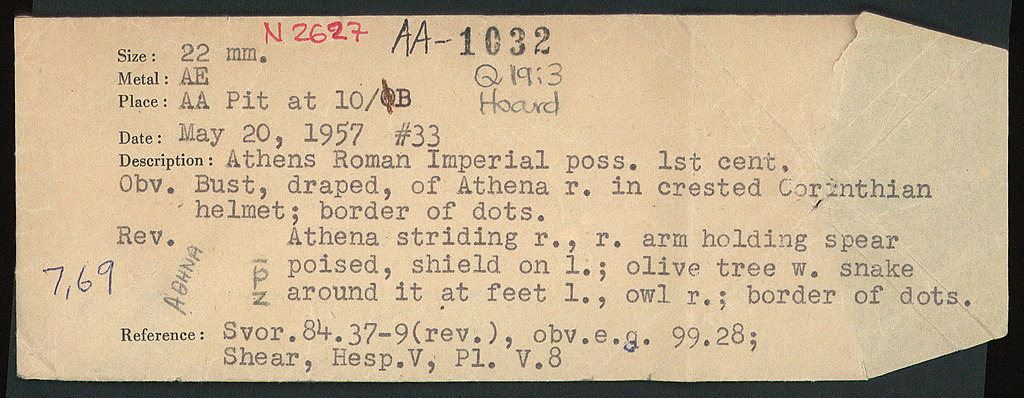 N 2627 AA-1032
Size: 22 mm.
Q 19:3
Metal: AE
Hoard
Place: AA Pit at 10/ΘB
Date: May 20, 1957 #33
Description: Athens Roman Imperial poss. 1st cent.
Obv. Bust, draped, of Athena r. in crested Corinthian
helmet; border of dots.
Rev. Athena striding r., r. arm holding spear
poised, shield on l.; olive tree w. snake
around it at feet l., owl r.; border of dots.
ΑΘΗΝΑ
7,69
Reference: Svor.84.37-9(rev.), obv.e.g. 99.28;
Shear, Hesp.V, Pl. V.8